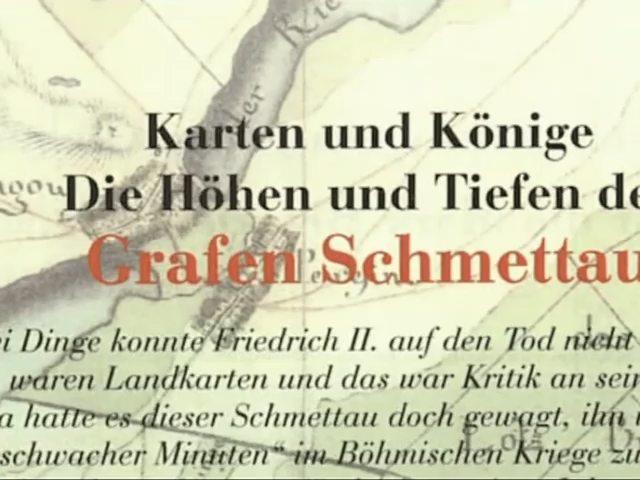 Karten und Könige
Die Höhen und Tiefen de
Grafen Schmettau
ei Dinge konnte Friedrich II. auf den Tod nicht
waren Landkarten und das war Kritik an sein
a hatte es dieser Schmettau doch gewagt, ihn
schwacher Minuten“ im Böhmischen Kriege zu